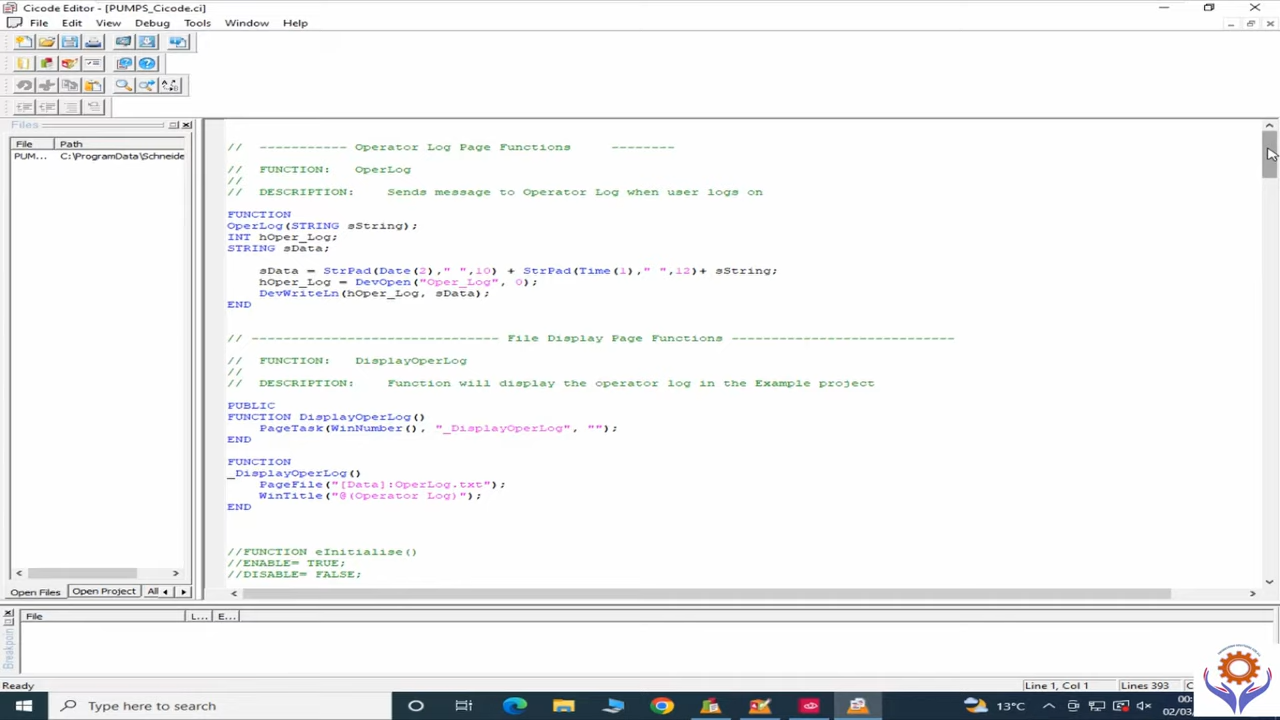 Cicode Editor - [PUMPS_Cicode.ci]
File Edit View Debug Tools Window Help
Files
File Path
PUM... C:\ProgramData\Schneide
// ----------- Operator Log Page Functions --------
// FUNCTION: OperLog
//
// DESCRIPTION: Sends message to Operator Log when user logs on
FUNCTION
OperLog(STRING sString);
INT hOper_Log;
STRING sData;
sData = StrPad(Date(2)," ",10) + StrPad(Time(1)," ",12)+ sString;
hOper_Log = DevOpen("Oper_Log", 0);
DevWriteLn(hOper_Log, sData);
END
// ------------------------------- File Display Page Functions ----------------------------
// FUNCTION: DisplayOperLog
//
// DESCRIPTION: Function will display the operator log in the Example project
PUBLIC
FUNCTION DisplayOperLog()
PageTask(WinNumber(), "_DisplayOperLog", "");
END
FUNCTION
_DisplayOperLog()
PageFile("[Data]:OperLog.txt");
WinTitle("@(Operator Log)");
END
//FUNCTION eInitialise()
//ENABLE= TRUE;
//DISABLE= FALSE;
Open Files Open Project All
File L... E...
Breakpoin
Ready Line 1, Col 1 Lines 393
Type here to search 13°C 00:
02/03